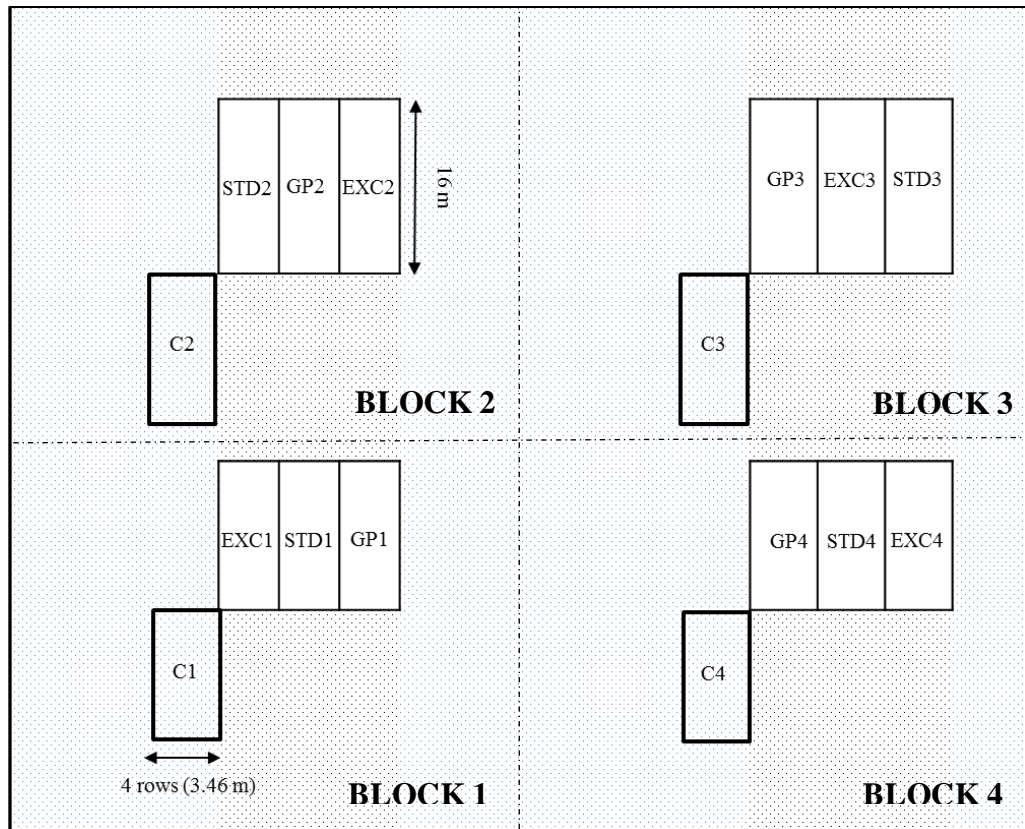 STD2 GP2 EXC2
16 m
C2
BLOCK 2
GP3 EXC3 STD3
C3
BLOCK 3
EXC1 STD1 GP1
C1
4 rows (3.46 m)
BLOCK 1
GP4 STD4 EXC4
C4
BLOCK 4